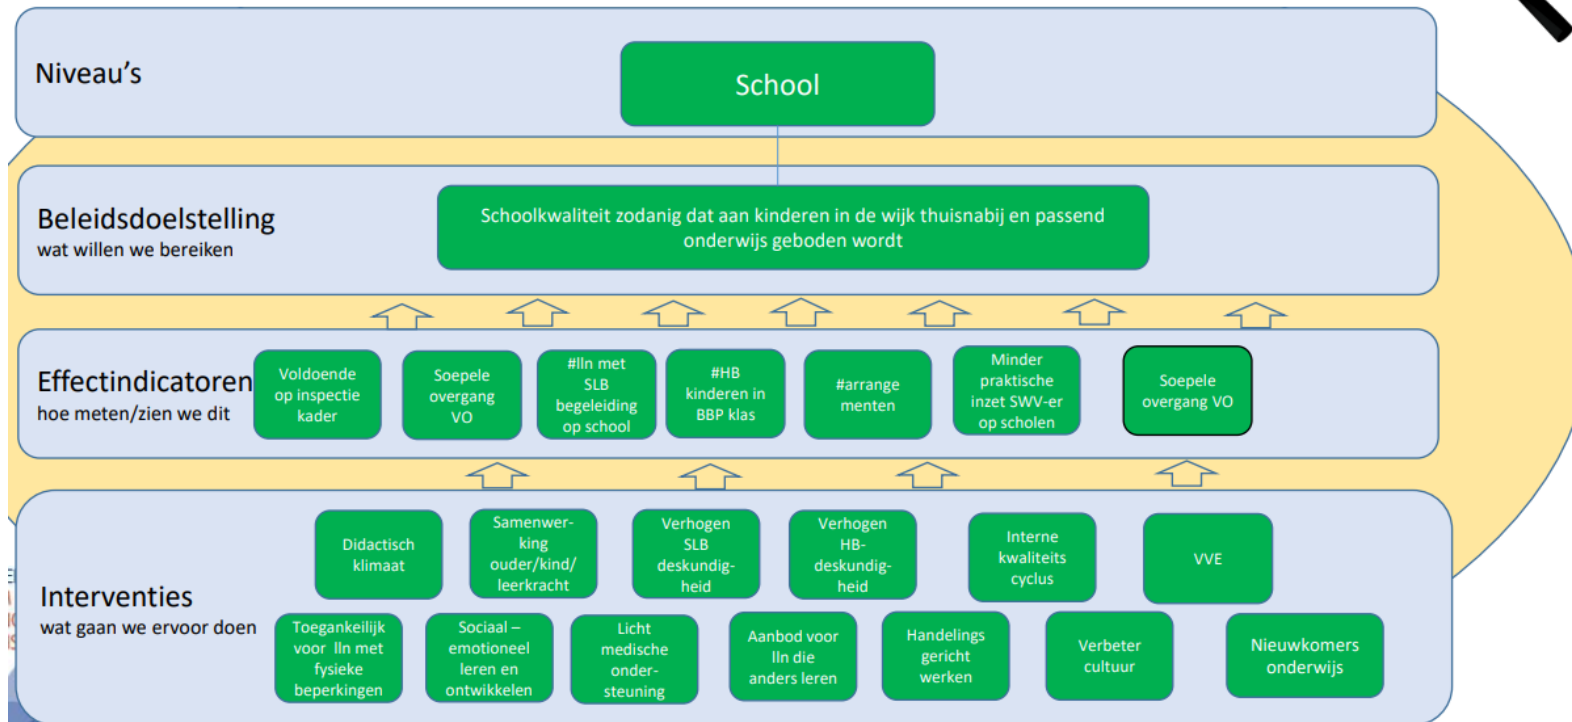 Niveau's
School
Beleidsdoelstelling
wat willen we bereiken
Schoolkwaliteit zodanig dat aan kinderen in de wijk thuisnabij en passend
onderwijs geboden wordt
Effectindicatoren
hoe meten/zien we dit
Voldoende
op inspectie
kader
Soepele
overgang
VO
#lln met
SLB
begeleiding
op school
#HB
kinderen in
BBP klas
#arrange
menten
Minder
praktische
inzet SWV-er
op scholen
Soepele
overgang VO
Interventies
wat gaan we ervoor doen
Didactisch
klimaat
Samenwer-
king
ouder/kind/
leerkracht
Verhogen
SLB
deskundig-
heid
Verhogen
HB-
deskundig-
heid
Interne
kwaliteits
cyclus
VVE
Toegankeilijk
voor lln met
fysieke
beperkingen
Sociaal –
emotioneel
leren en
ontwikkelen
Licht
medische
onder-
steuning
Aanbod voor
lln die
anders leren
Handelings
gericht
werken
Verbeter
cultuur
Nieuwkomers
onderwijs